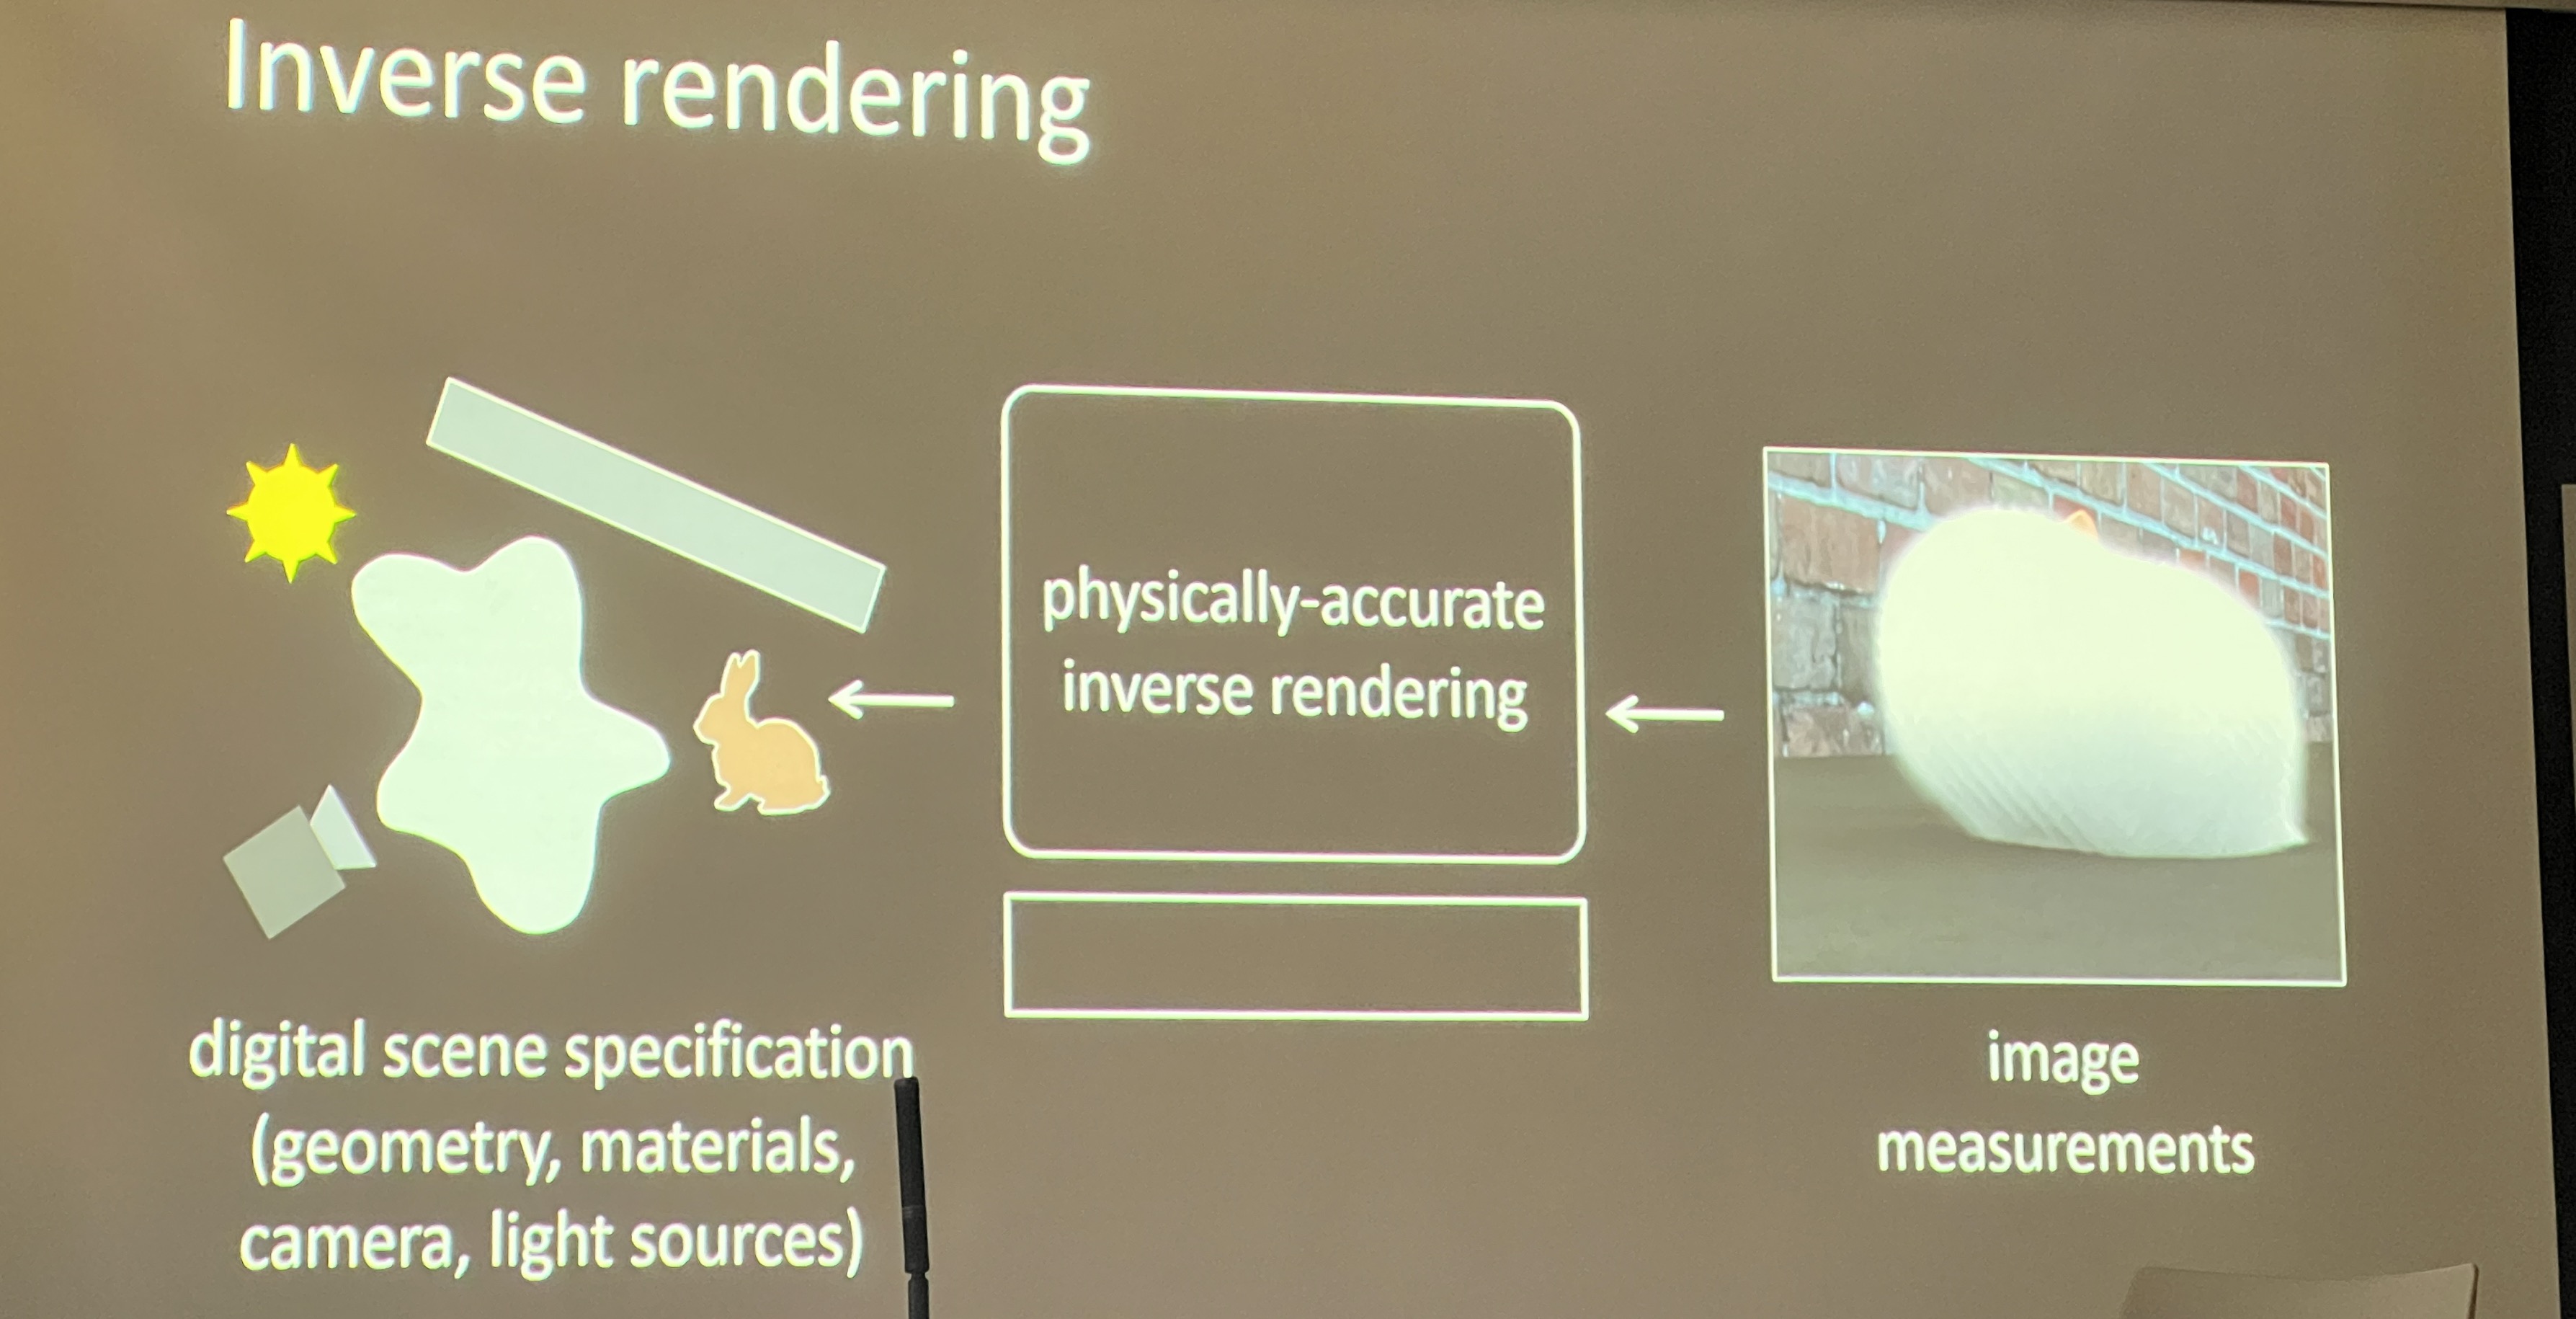 Inverse rendering
physically-accurate
inverse rendering
digital scene specification
(geometry, materials,
camera, light sources)
image
measurements